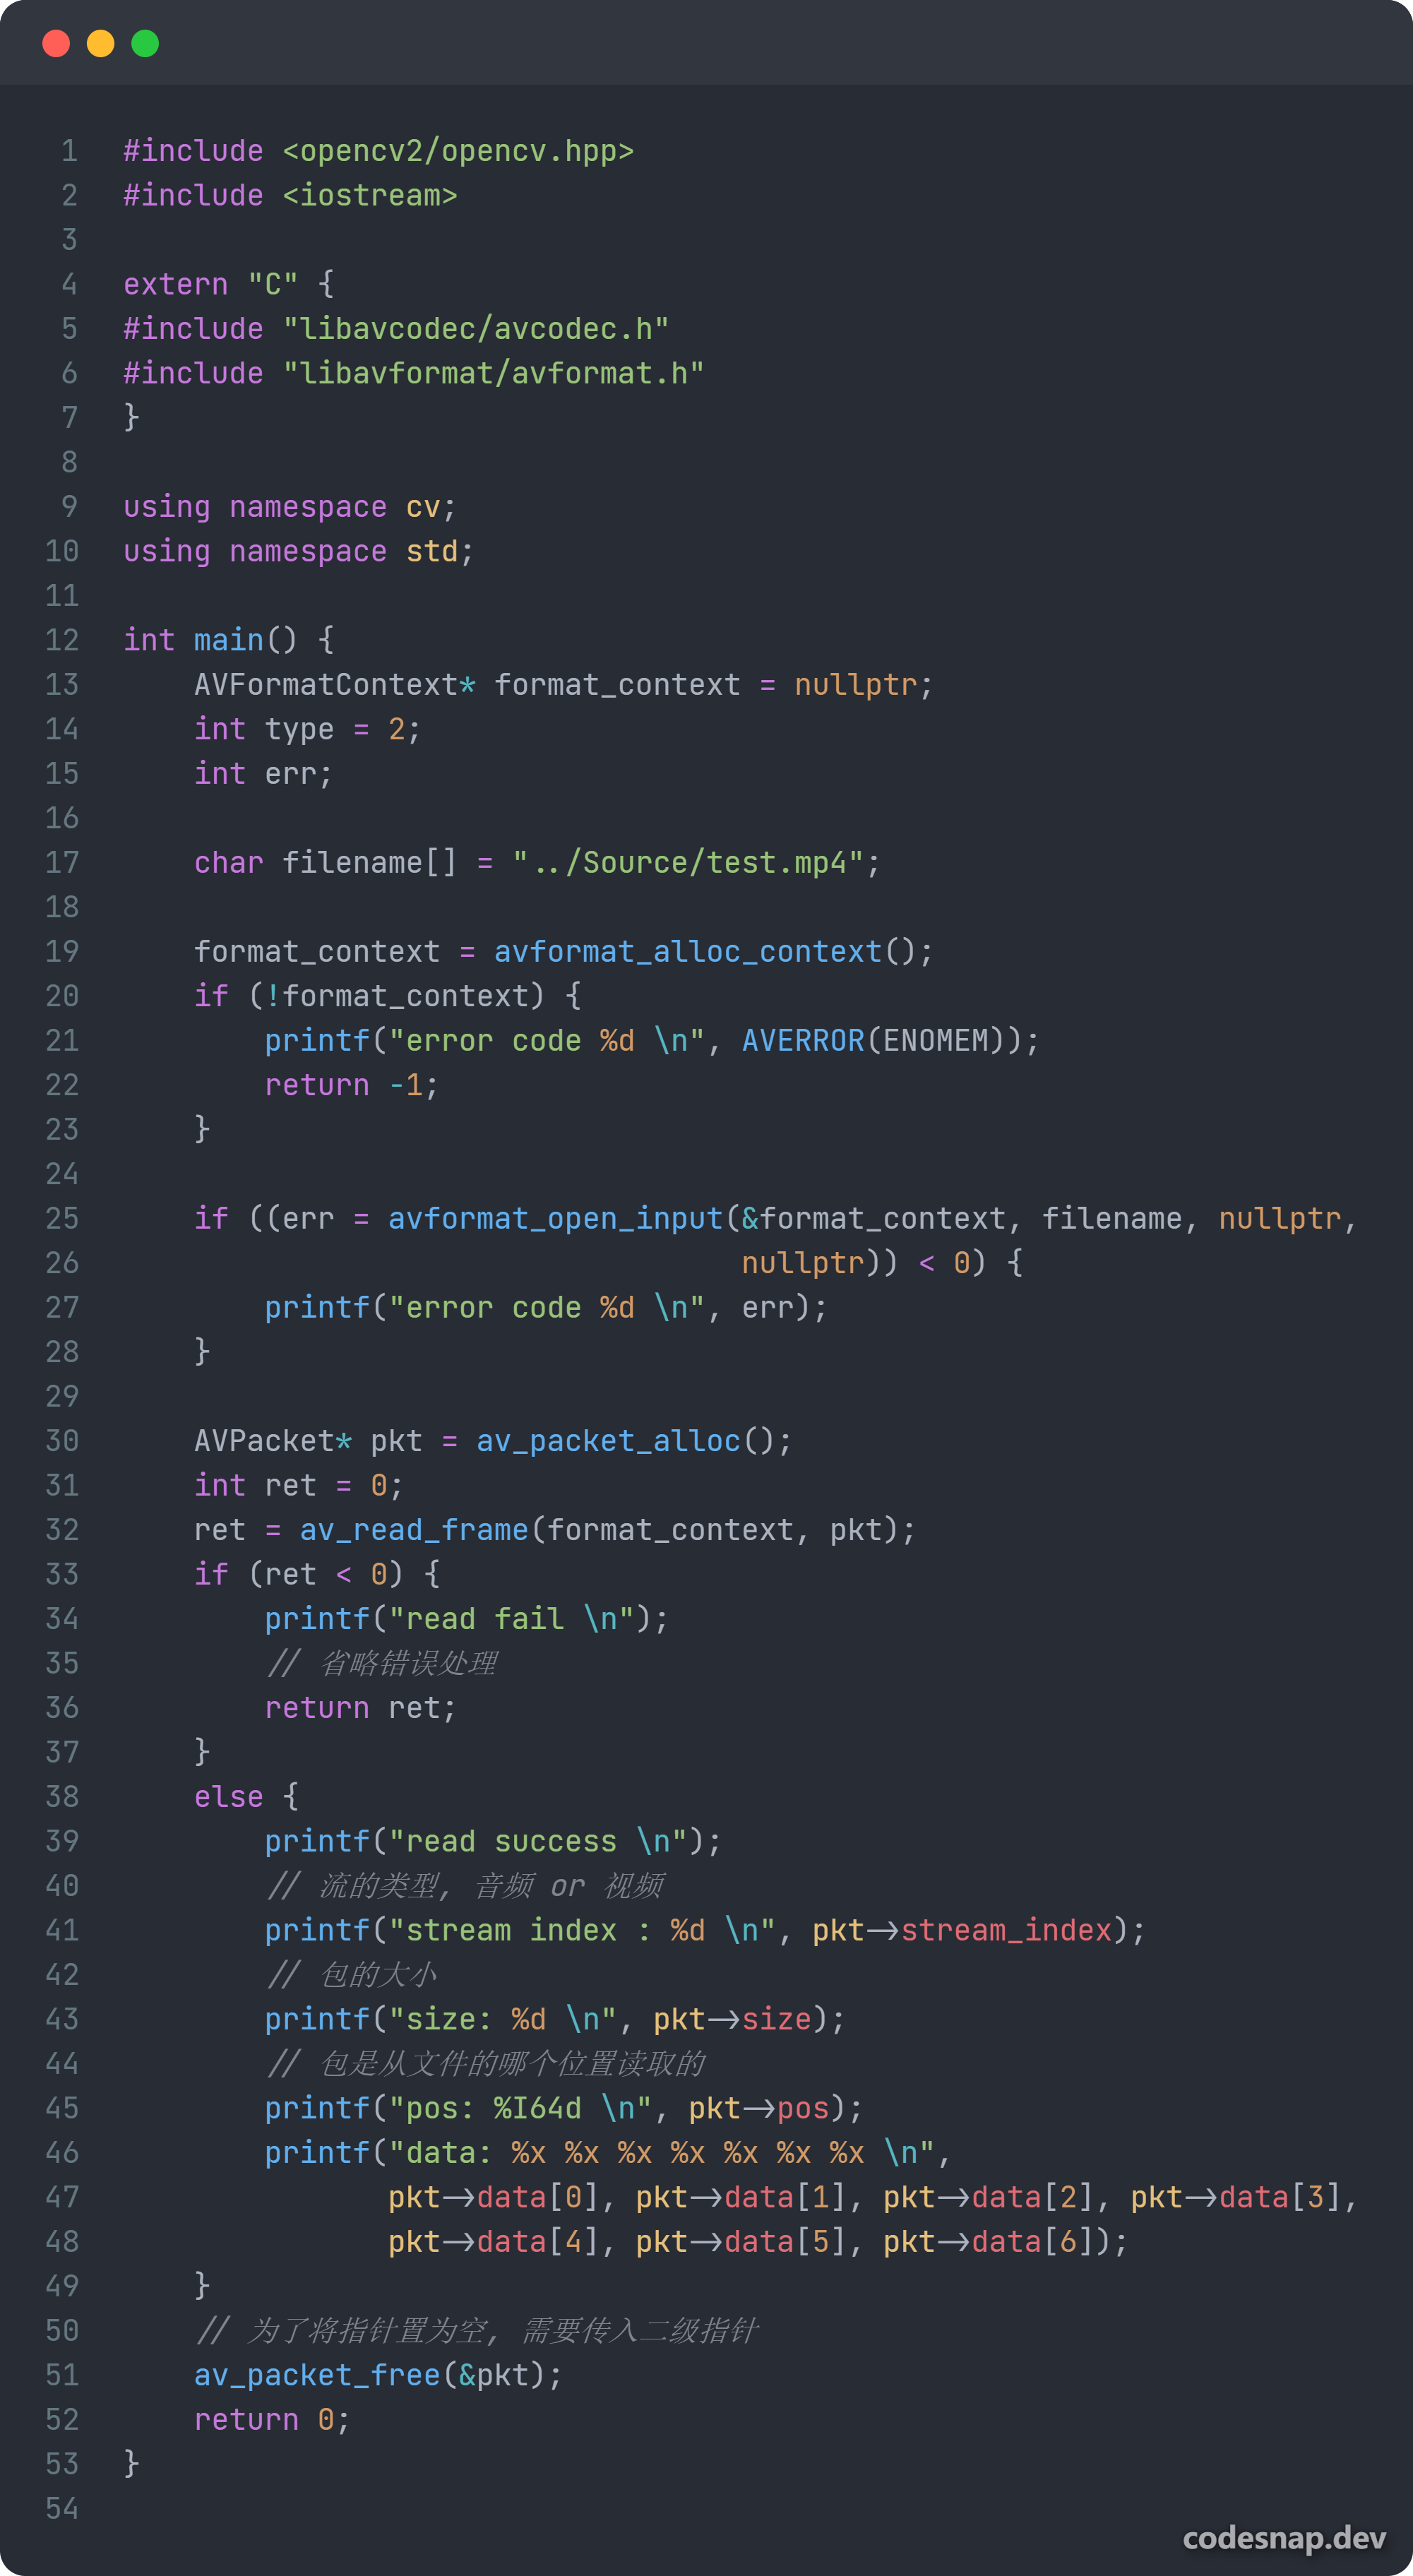 1 #include <opencv2/opencv.hpp>
2 #include <iostream>
3
4 extern "C" {
5 #include "libavcodec/avcodec.h"
6 #include "libavformat/avformat.h"
7 }
8
9 using namespace cv;
10 using namespace std;
11
12 int main() {
13     AVFormatContext* format_context = nullptr;
14     int type = 2;
15     int err;
16
17     char filename[] = "../Source/test.mp4";
18
19     format_context = avformat_alloc_context();
20     if (!format_context) {
21         printf("error code %d \n", AVERROR(ENOMEM));
22         return -1;
23     }
24
25     if ((err = avformat_open_input(&format_context, filename, nullptr,
26                                    nullptr)) < 0) {
27         printf("error code %d \n", err);
28     }
29
30     AVPacket* pkt = av_packet_alloc();
31     int ret = 0;
32     ret = av_read_frame(format_context, pkt);
33     if (ret < 0) {
34         printf("read fail \n");
35         // 省略错误处理
36         return ret;
37     }
38     else {
39         printf("read success \n");
40         // 流的类型, 音频 or 视频
41         printf("stream index : %d \n", pkt->stream_index);
42         // 包的大小
43         printf("size: %d \n", pkt->size);
44         // 包是从文件的哪个位置读取的
45         printf("pos: %I64d \n", pkt->pos);
46         printf("data: %x %x %x %x %x %x %x \n",
47                pkt->data[0], pkt->data[1], pkt->data[2], pkt->data[3],
48                pkt->data[4], pkt->data[5], pkt->data[6]);
49     }
50     // 为了将指针置为空, 需要传入二级指针
51     av_packet_free(&pkt);
52     return 0;
53 }
54
codesnap.dev